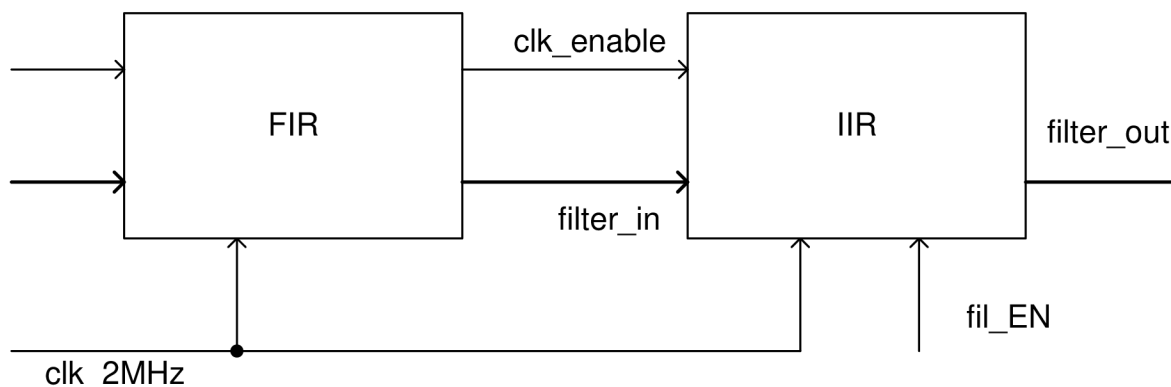 clk_enable
FIR
IIR
filter_out
filter_in
fil_EN
clk_2MHz